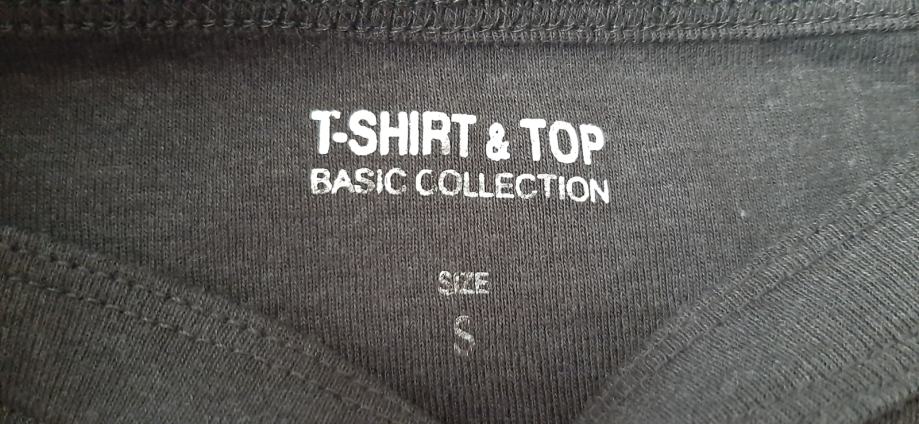 T-SHIRT & TOP
BASIC COLLECTION
SIZE
S